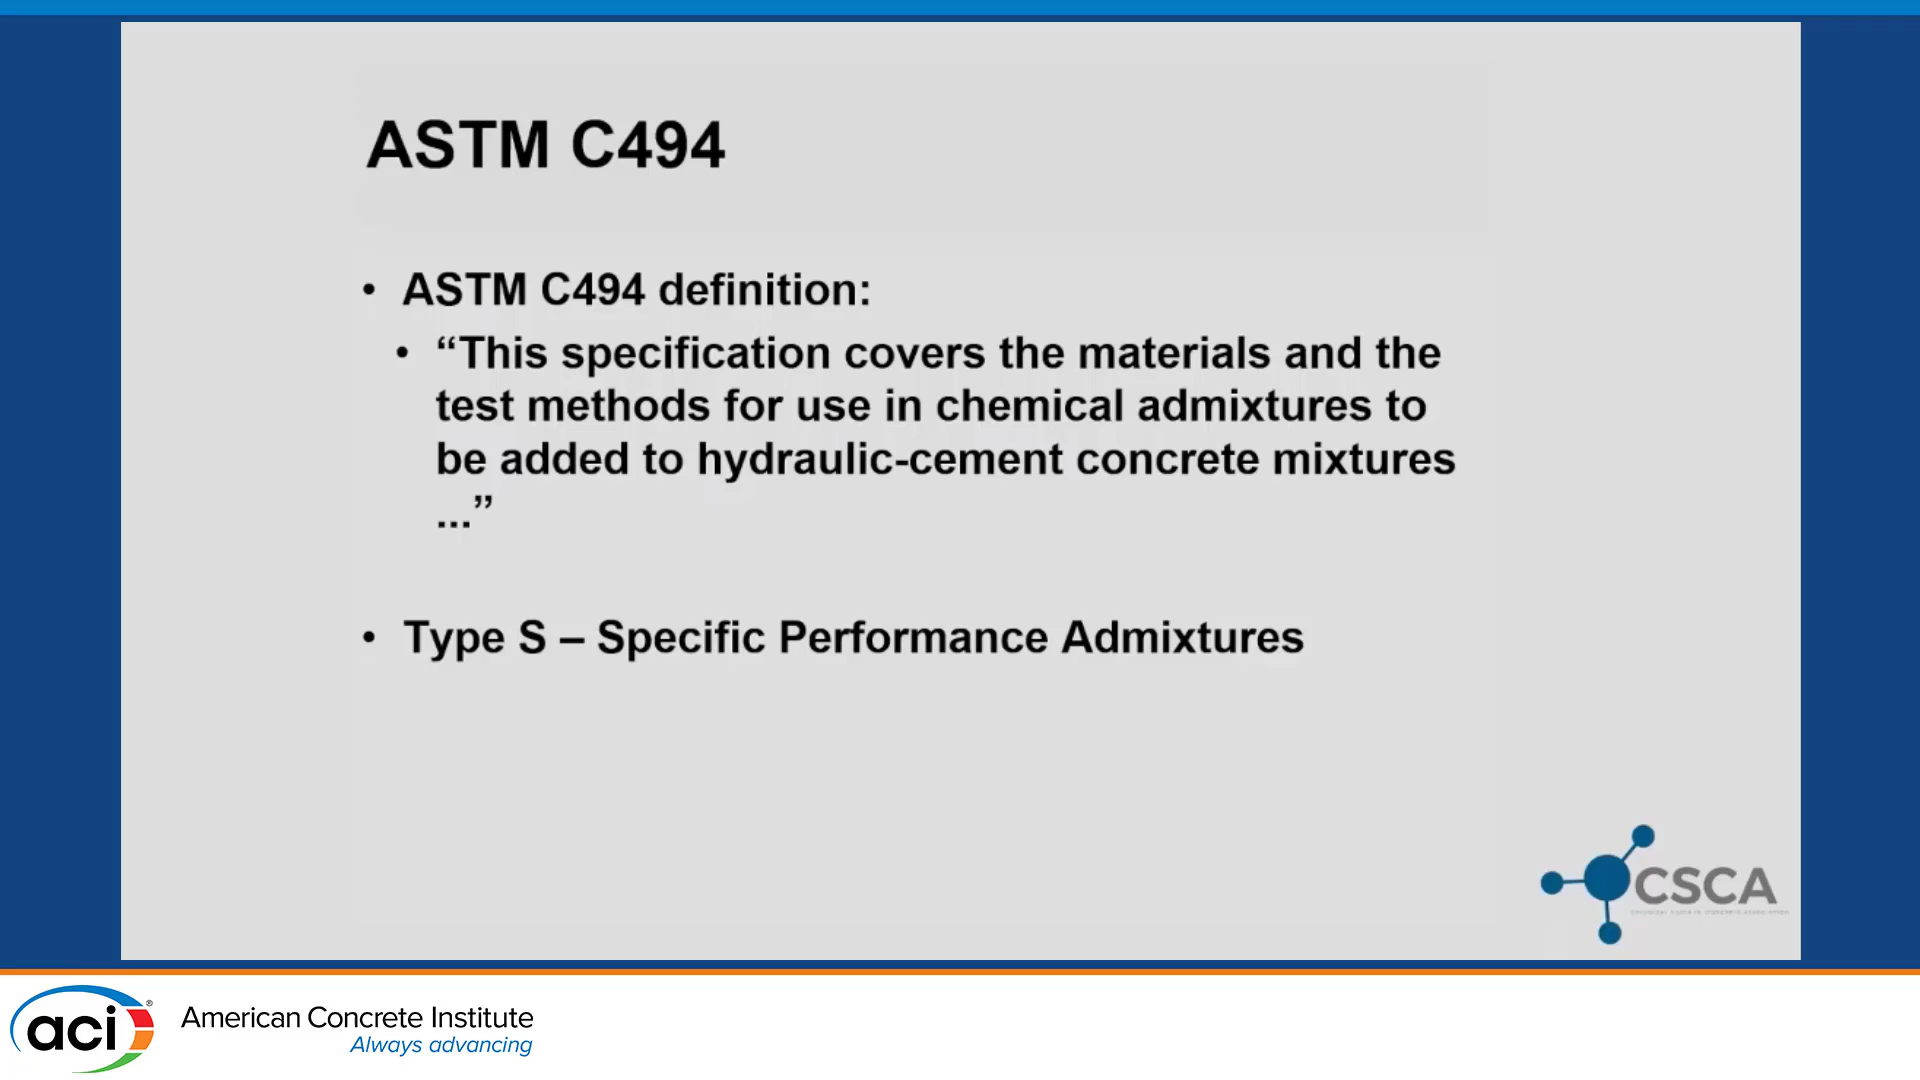 ASTM C494
• ASTM C494 definition:
• “This specification covers the materials and the
test methods for use in chemical admixtures to
be added to hydraulic-cement concrete mixtures
...”
• Type S – Specific Performance Admixtures
CSCA
aci®
American Concrete Institute
Always advancing